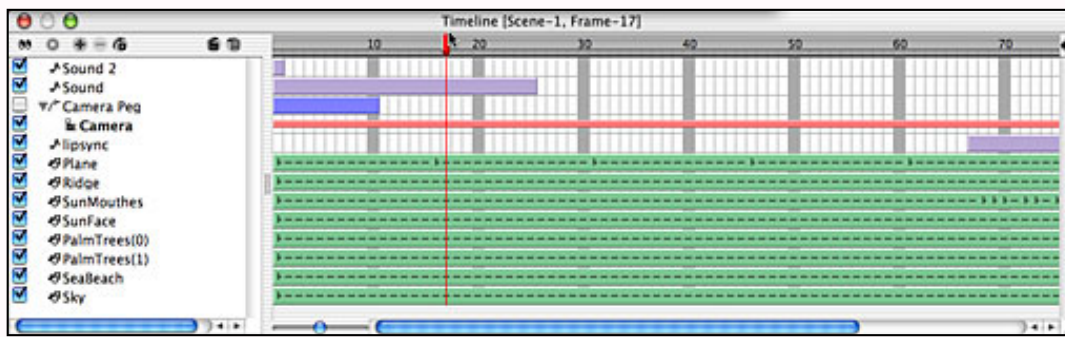 Timeline [Scene-1, Frame-17]
10 20 30 40 50 60 70
Sound 2
Sound
Camera Peg
Camera
lipsync
Plane
Ridge
SunMouthes
SunFace
PalmTrees(0)
PalmTrees(1)
SeaBeach
Sky